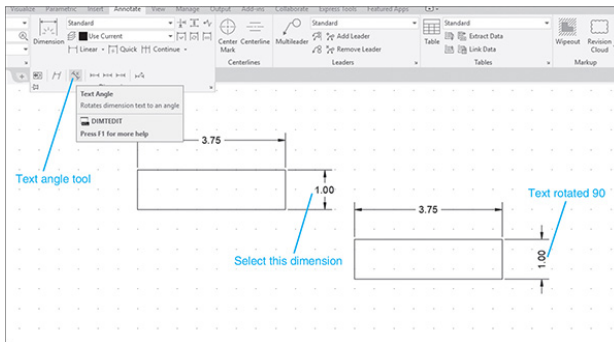 Visualize Parametric Insert Annotate View Manage Output Add-ins Collaborate Express Tools Featured Apps
Standard
Use Current
Dimension
Linear Quick Continue
Center Mark
Centerline
Centerlines
Multileader
Standard
Add Leader
Remove Leader
Leaders
Table
Standard
Extract Data
Link Data
Tables
Wipeout
Revision Cloud
Markup
Text Angle
Rotates dimension text to an angle
DIMTEDIT
Press F1 for more help
Text angle tool
3.75
1.00
Select this dimension
3.75
1.00
Text rotated 90